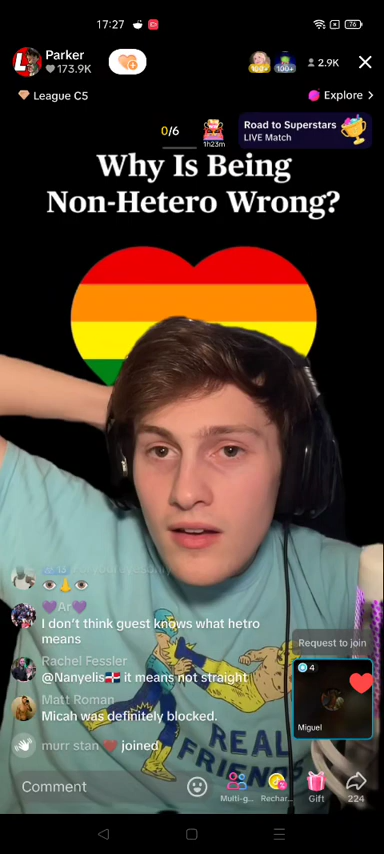 17:27
76
Parker
173.9K
100+
100+
2.9K
League C5
Explore
0/6
1h23m
Road to Superstars
LIVE Match
Why Is Being
Non-Hetero Wrong?
Ar
I don't think guest knows what hetro
means
Rachel Fessler
@Nanyelis🇩🇴 it means not straight
Matt Roman
Micah was definitely blocked.
murr stan ❤️ joined
REAL
FRIENDS
Request to join
4
Miguel
Comment
Multi-g...
Rechar...
Gift
224